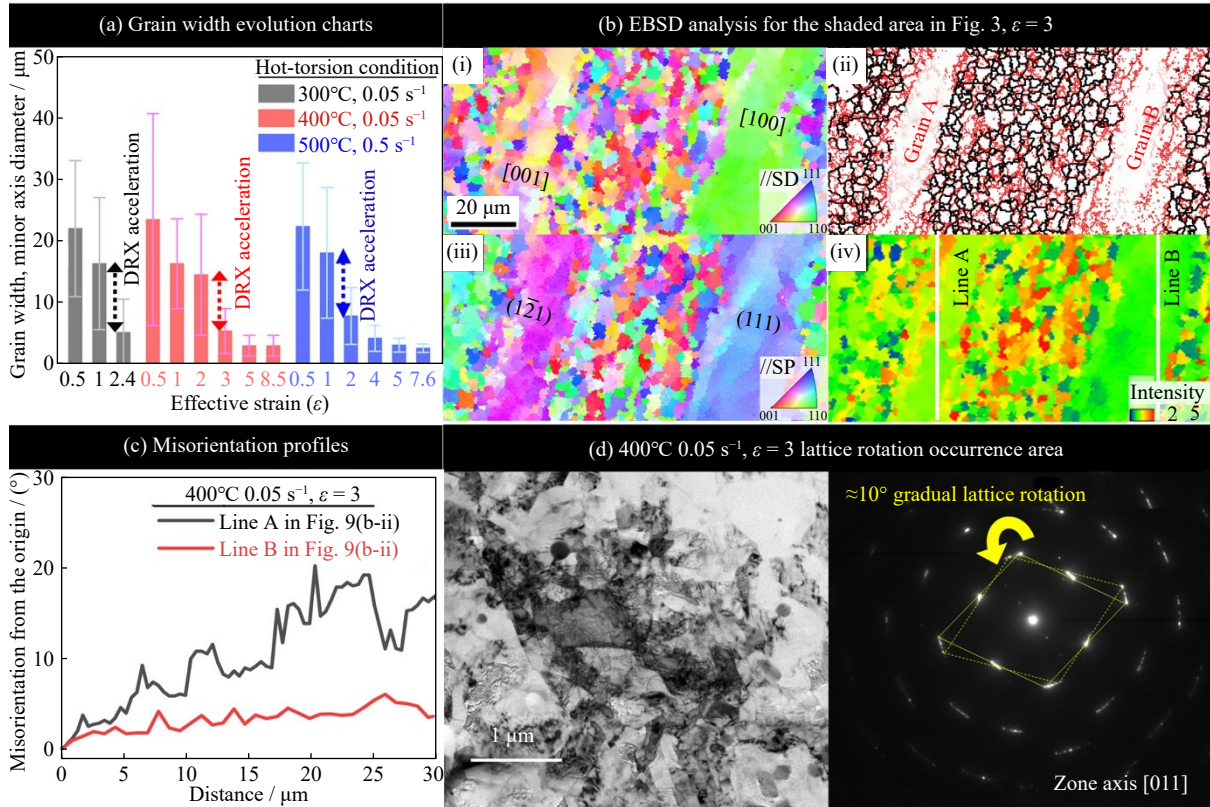 (a) Grain width evolution charts
Grain width, minor axis diameter / μm
50
40
30
20
10
0
Hot-torsion condition
300°C, 0.05 s⁻¹
400°C, 0.05 s⁻¹
500°C, 0.5 s⁻¹
DRX acceleration
DRX acceleration
DRX acceleration
0.5 1 2.4 0.5 1 2 3 5 8.5 0.5 1 2 4 5 7.6
Effective strain (ε)
(b) EBSD analysis for the shaded area in Fig. 3, ε = 3
(i)
[001]
[100]
20 μm
//SD
111
001 110
(ii)
Grain A
Grain B
(iii)
(12̄1)
(111)
//SP
111
001 110
(iv)
Line A
Line B
Intensity
2 5
(c) Misorientation profiles
Misorientation from the origin / (°)
30
20
10
0
400°C 0.05 s⁻¹, ε = 3
Line A in Fig. 9(b-ii)
Line B in Fig. 9(b-ii)
0 5 10 15 20 25 30
Distance / μm
(d) 400°C 0.05 s⁻¹, ε = 3 lattice rotation occurrence area
1 μm
≈10° gradual lattice rotation
Zone axis [011]